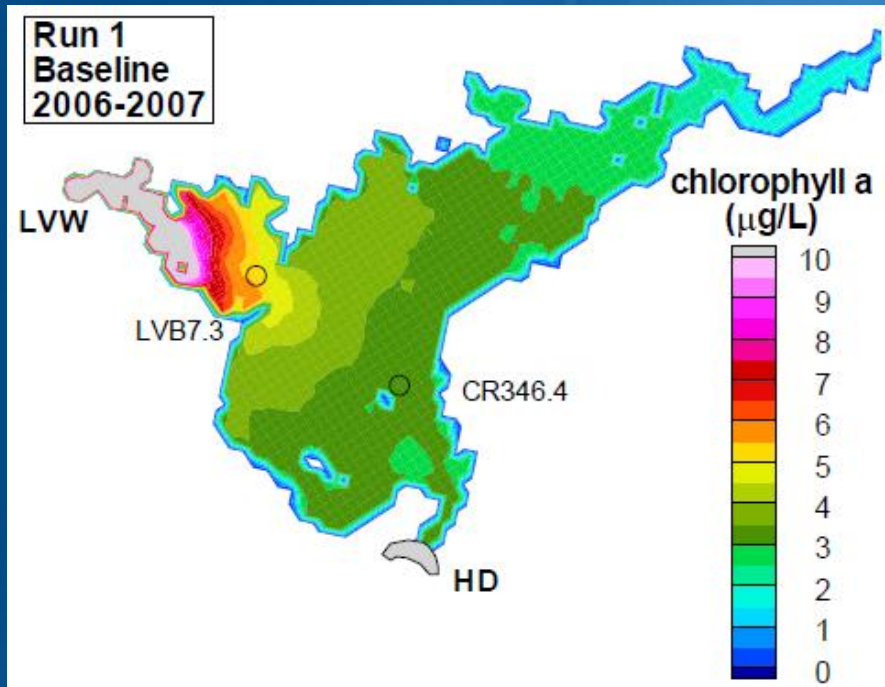 Run 1
Baseline
2006-2007
LVW
LVB7.3
CR346.4
HD
chlorophyll a
(μg/L)
10
9
8
7
6
5
4
3
2
1
0